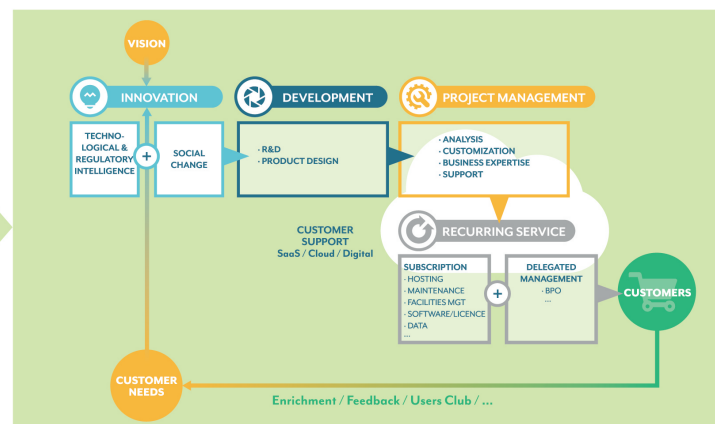 VISION
INNOVATION
TECHNO-
LOGICAL &
REGULATORY
INTELLIGENCE
+
SOCIAL
CHANGE
DEVELOPMENT
· R&D
· PRODUCT DESIGN
PROJECT MANAGEMENT
· ANALYSIS
· CUSTOMIZATION
· BUSINESS EXPERTISE
· SUPPORT
CUSTOMER
SUPPORT
SaaS / Cloud / Digital
RECURRING SERVICE
SUBSCRIPTION
· HOSTING
· MAINTENANCE
· FACILITIES MGT
· SOFTWARE/LICENCE
· DATA
...
+
DELEGATED
MANAGEMENT
· BPO
...
CUSTOMERS
CUSTOMER
NEEDS
Enrichment / Feedback / Users Club / ...